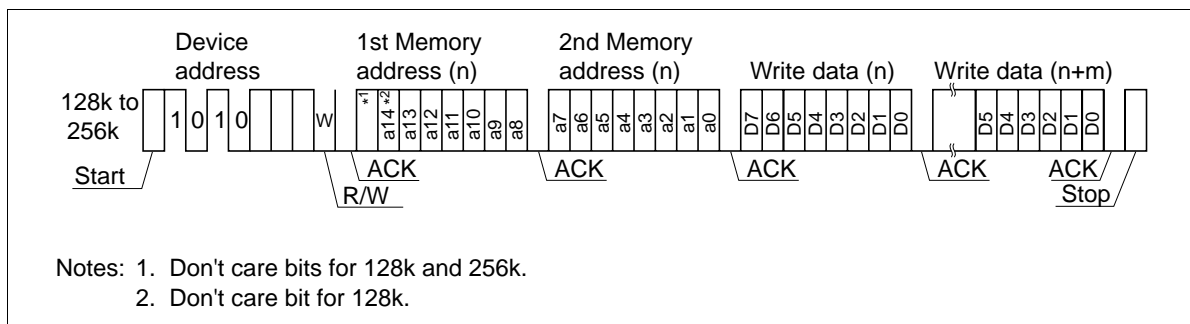 Device address
1st Memory address (n)
2nd Memory address (n)
Write data (n)
Write data (n+m)
128k to 256k
1 0 1 0 W
*1 a14*2 a13 a12 a11 a10 a9 a8
a7 a6 a5 a4 a3 a2 a1 a0
D7 D6 D5 D4 D3 D2 D1 D0
D5 D4 D3 D2 D1 D0
Start
R/W
ACK
ACK
ACK
ACK
ACK
Stop
Notes: 1. Don't care bits for 128k and 256k.
2. Don't care bit for 128k.